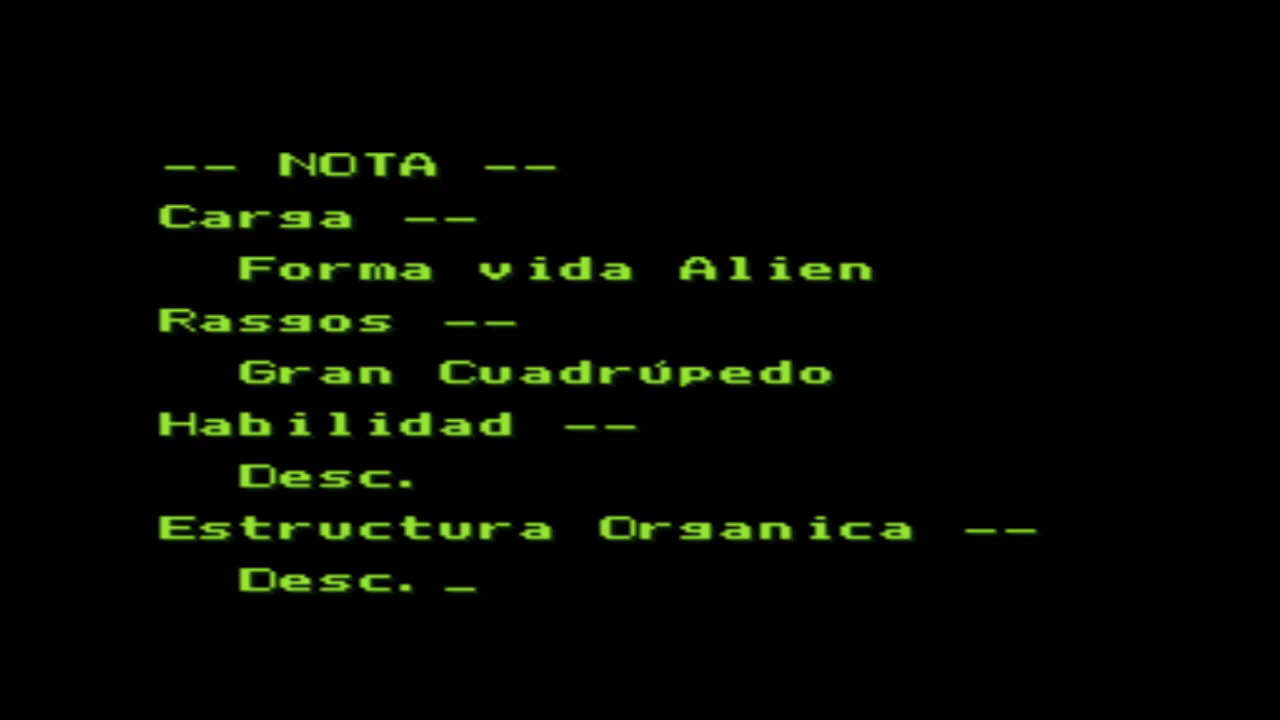 -- NOTA --
Carga --
Forma vida Alien
Rasgos --
Gran Cuadrúpedo
Habilidad --
Desc.
Estructura Organica --
Desc. _